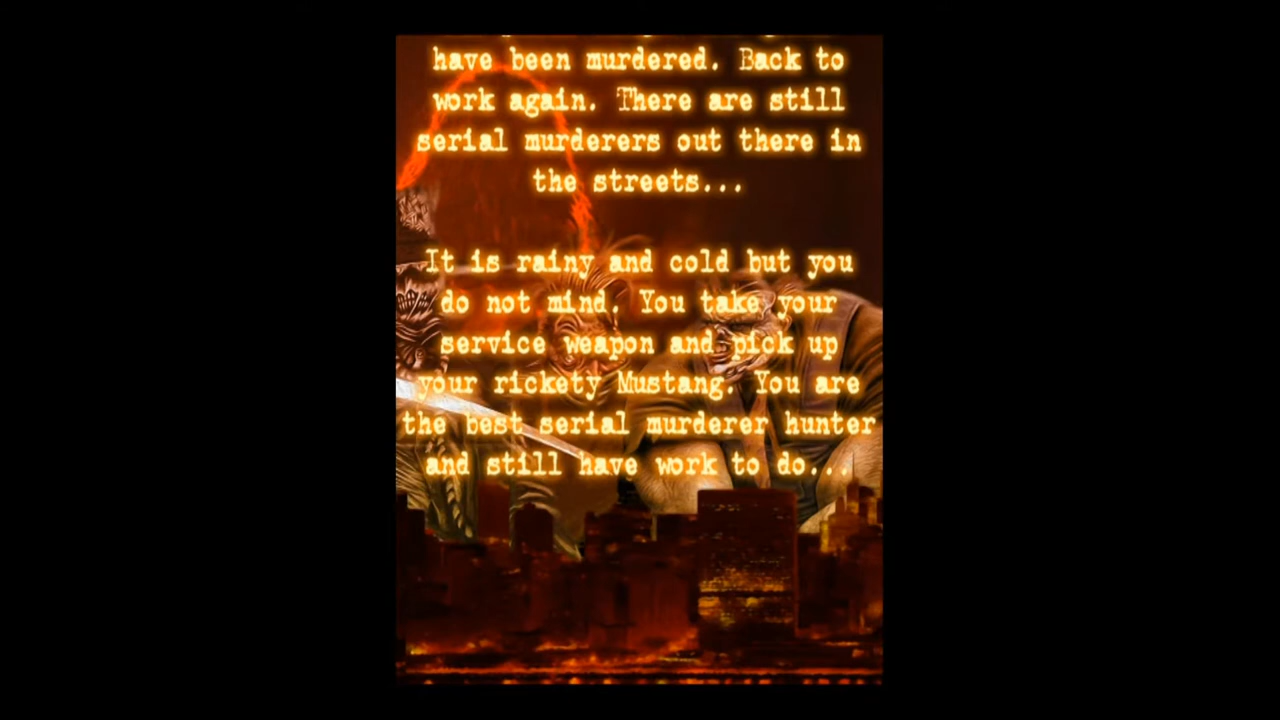 have been murdered. Back to
work again. There are still
serial murderers out there in
the streets...
It is rainy and cold but you
do not mind. You take your
service weapon and pick up
your rickety Mustang. You are
the best serial murderer hunter
and still have work to do...